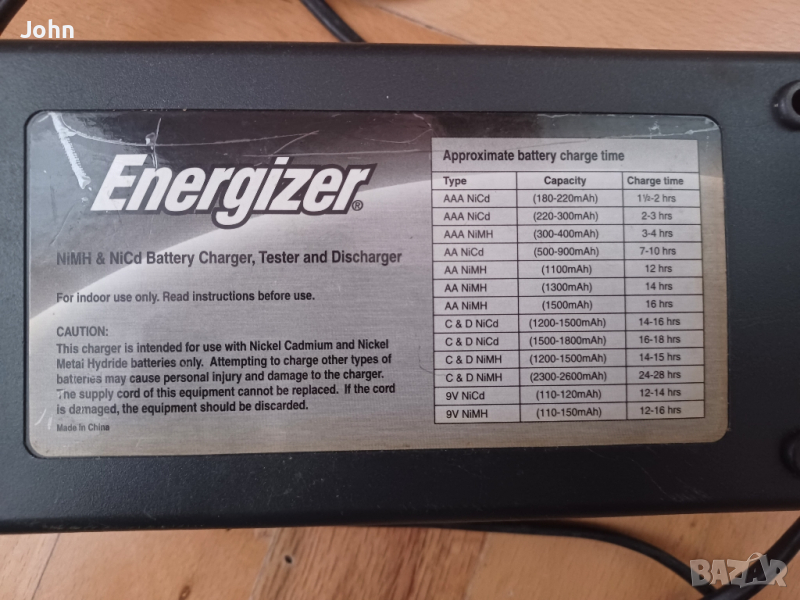 John
Energizer®
NiMH & NiCd Battery Charger, Tester and Discharger
For indoor use only. Read instructions before use.
CAUTION:
This charger is intended for use with Nickel Cadmium and Nickel
Metal Hydride batteries only. Attempting to charge other types of
batteries may cause personal injury and damage to the charger.
The supply cord of this equipment cannot be replaced. If the cord
is damaged, the equipment should be discarded.
Made In China
Approximate battery charge time
Type Capacity Charge time
AAA NiCd (180-220mAh) 1½-2 hrs
AAA NiCd (220-300mAh) 2-3 hrs
AAA NiMH (300-400mAh) 3-4 hrs
AA NiCd (500-900mAh) 7-10 hrs
AA NiMH (1100mAh) 12 hrs
AA NiMH (1300mAh) 14 hrs
AA NiMH (1500mAh) 16 hrs
C & D NiCd (1200-1500mAh) 14-16 hrs
C & D NiCd (1500-1800mAh) 16-18 hrs
C & D NiMH (1200-1500mAh) 14-15 hrs
C & D NiMH (2300-2600mAh) 24-28 hrs
9V NiCd (110-120mAh) 12-14 hrs
9V NiMH (110-150mAh) 12-16 hrs
BAZAR